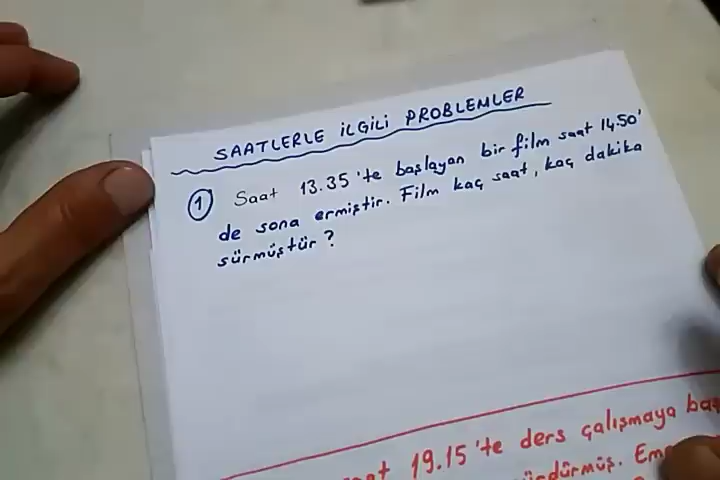 SAATLERLE İLGİLİ PROBLEMLER
1 Saat 13.35'te başlayan bir film saat 14.50'
de sona ermiştir. Film kaç saat, kaç dakika
sürmüştür?
19.15'te ders çalışmaya